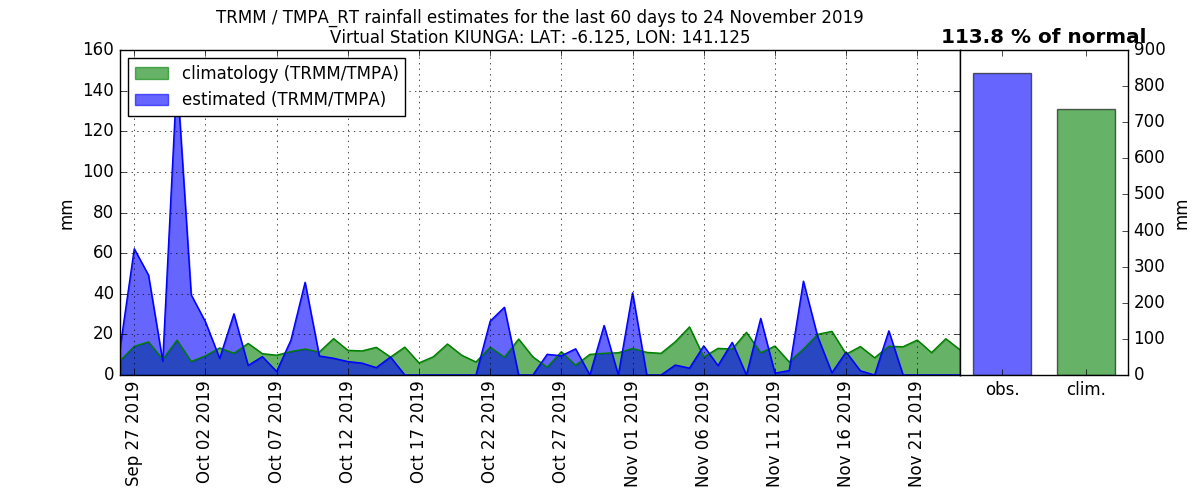 TRMM / TMPA_RT rainfall estimates for the last 60 days to 24 November 2019
Virtual Station KIUNGA: LAT: -6.125, LON: 141.125
113.8 % of normal
climatology (TRMM/TMPA)
estimated (TRMM/TMPA)
160
140
120
100
80
60
40
20
0
mm
900
800
700
600
500
400
300
200
100
0
mm
obs.
clim.
Sep 27 2019
Oct 02 2019
Oct 07 2019
Oct 12 2019
Oct 17 2019
Oct 22 2019
Oct 27 2019
Nov 01 2019
Nov 06 2019
Nov 11 2019
Nov 16 2019
Nov 21 2019